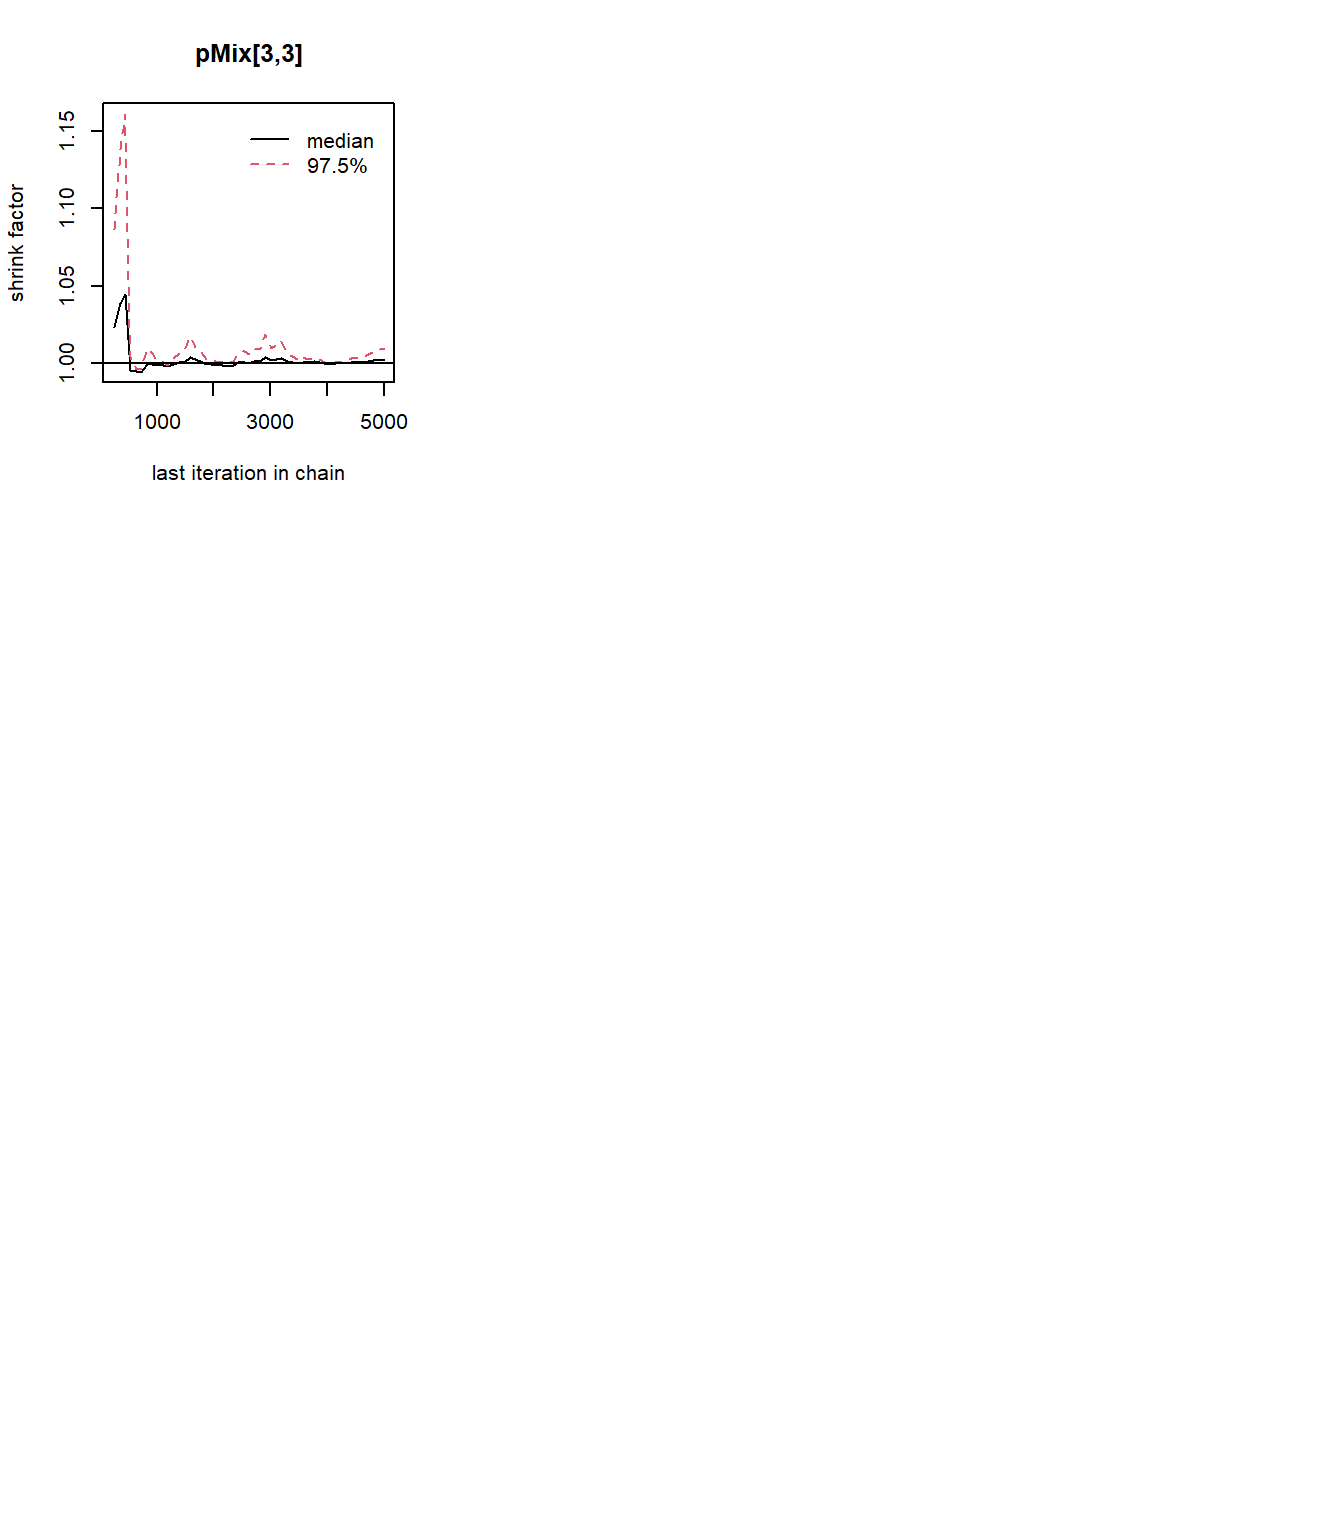 pMix[3,3]
median
97.5%
shrink factor
1.15
1.10
1.05
1.00
1000
3000
5000
last iteration in chain